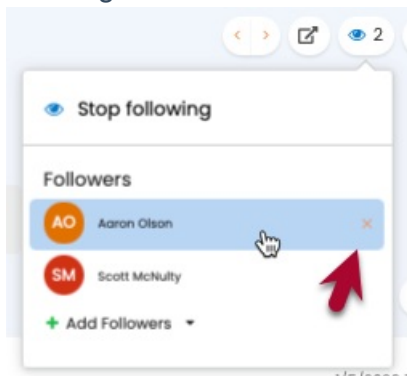 2
Stop following
Followers
AO Aaron Olson
SM Scott McNulty
+ Add Followers